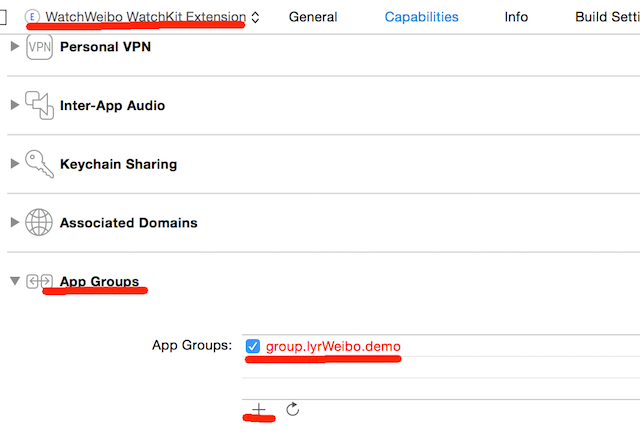 E WatchWeibo WatchKit Extension General Capabilities Info Build Setti
VPN Personal VPN
Inter-App Audio
Keychain Sharing
Associated Domains
App Groups
App Groups: group.lyrWeibo.demo